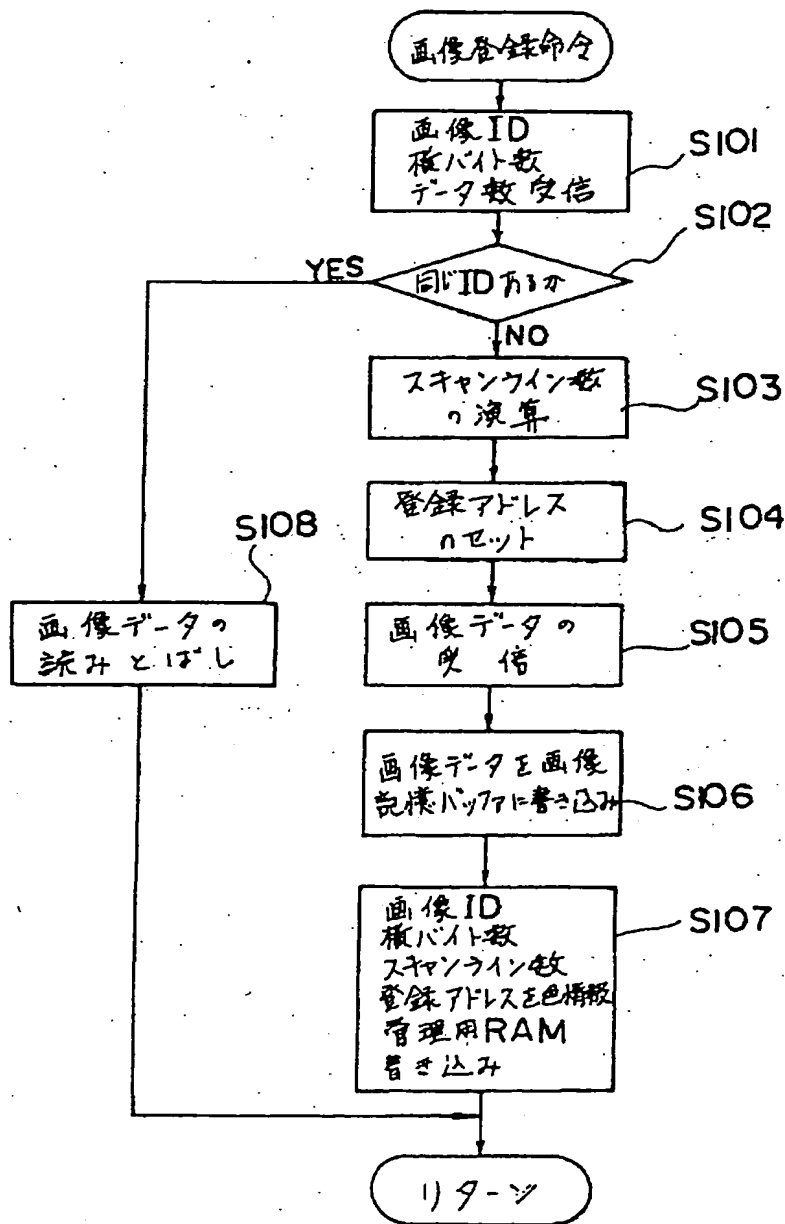 画像登録命令
画像ID
横バイト数
データ数受信
S101
S102
同じIDあるか
YES
NO
スキャンライン数
の演算
S103
登録アドレス
のセット
S104
S108
画像データの
読みとばし
画像データの
受信
S105
画像データを画像
記憶バッファに書き込み
S106
画像ID
横バイト数
スキャンライン数
登録アドレスを色情報
管理用RAM
書き込み
S107
リターン